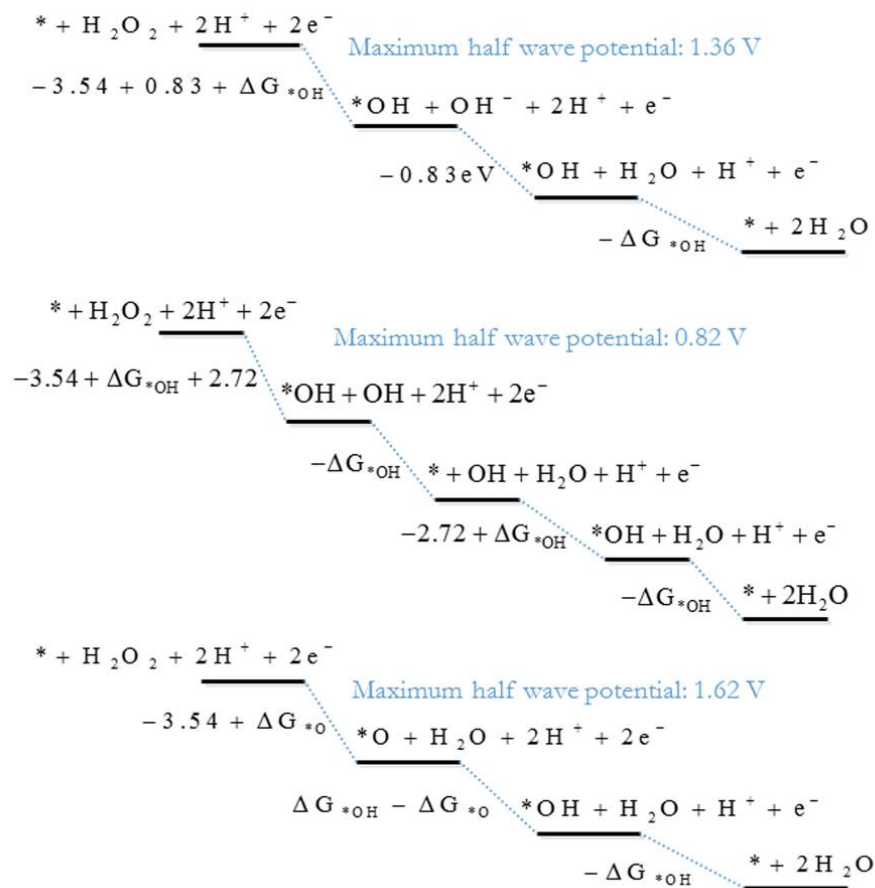 * + H₂O₂ + 2H⁺ + 2e⁻
Maximum half wave potential: 1.36 V
−3.54 + 0.83 + ΔG*OH
*OH + OH⁻ + 2H⁺ + e⁻
−0.83eV
*OH + H₂O + H⁺ + e⁻
−ΔG*OH
* + 2H₂O
* + H₂O₂ + 2H⁺ + 2e⁻
Maximum half wave potential: 0.82 V
−3.54 + ΔG*OH + 2.72
*OH + OH + 2H⁺ + 2e⁻
−ΔG*OH
* + OH + H₂O + H⁺ + e⁻
−2.72 + ΔG*OH
*OH + H₂O + H⁺ + e⁻
−ΔG*OH
* + 2H₂O
* + H₂O₂ + 2H⁺ + 2e⁻
Maximum half wave potential: 1.62 V
−3.54 + ΔG*O
*O + H₂O + 2H⁺ + 2e⁻
ΔG*OH − ΔG*O
*OH + H₂O + H⁺ + e⁻
−ΔG*OH
* + 2H₂O